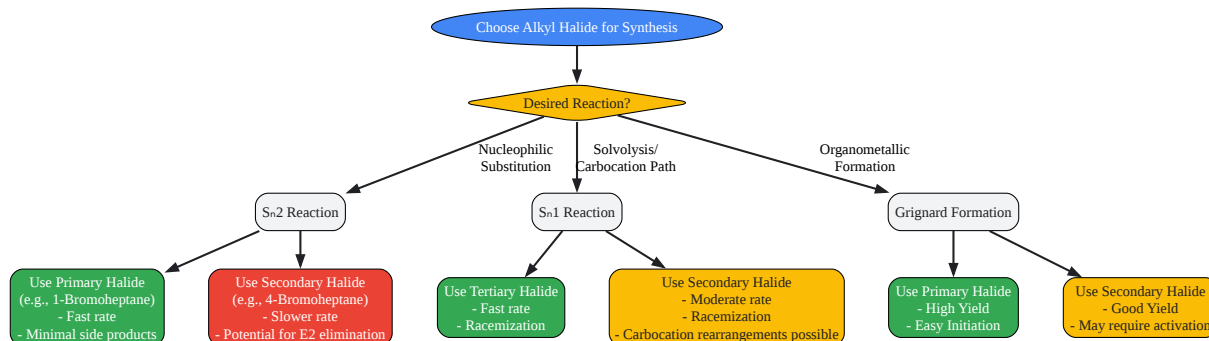 Choose Alkyl Halide for Synthesis
Desired Reaction?
Nucleophilic
Substitution
Solvolysis/
Carbocation Path
Organometallic
Formation
Sₙ2 Reaction
Sₙ1 Reaction
Grignard Formation
Use Primary Halide
(e.g., 1-Bromoheptane)
- Fast rate
- Minimal side products
Use Secondary Halide
(e.g., 4-Bromoheptane)
- Slower rate
- Potential for E2 elimination
Use Tertiary Halide
- Fast rate
- Racemization
Use Secondary Halide
- Moderate rate
- Racemization
- Carbocation rearrangements possible
Use Primary Halide
- High Yield
- Easy Initiation
Use Secondary Halide
- Good Yield
- May require activation